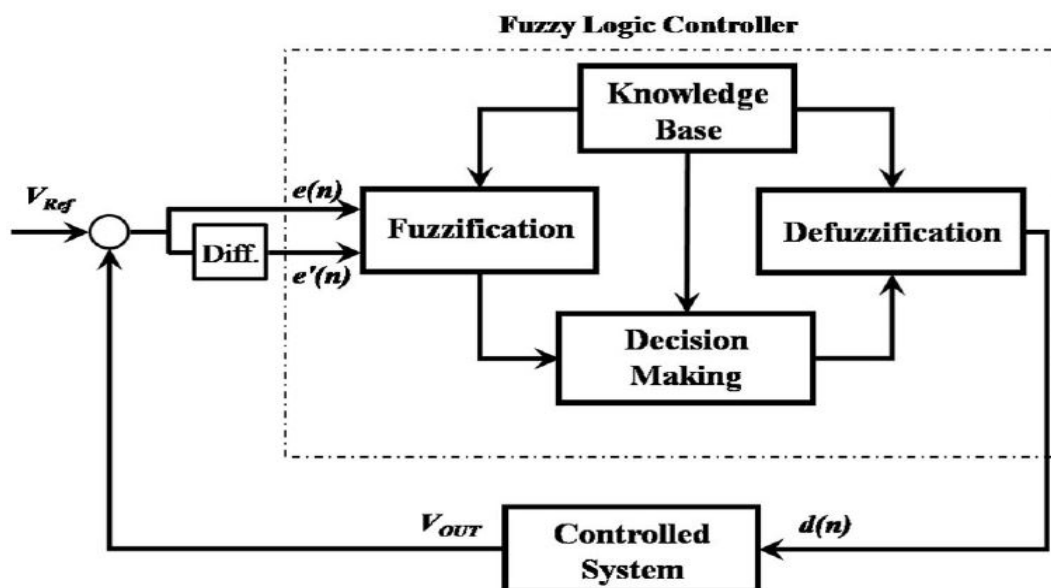 Fuzzy Logic Controller
Knowledge
Base
V_Ref
e(n)
Fuzzification
Defuzzification
Diff.
e'(n)
Decision
Making
V_OUT
Controlled
System
d(n)